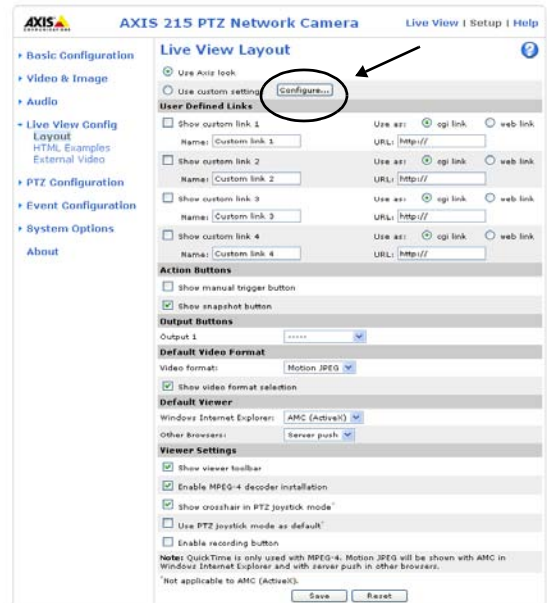 AXIS
COMMUNICATIONS
AXIS 215 PTZ Network Camera
Live View | Setup | Help
Basic Configuration
Video & Image
Audio
Live View Config
Layout
HTML Examples
External Video
PTZ Configuration
Event Configuration
System Options
About
Live View Layout
?
Use Axis look
Use custom settings
Configure...
User Defined Links
Show custom link 1 Use as: cgi link web link
Name: Custom link 1 URL: http://
Show custom link 2 Use as: cgi link web link
Name: Custom link 2 URL: http://
Show custom link 3 Use as: cgi link web link
Name: Custom link 3 URL: http://
Show custom link 4 Use as: cgi link web link
Name: Custom link 4 URL: http://
Action Buttons
Show manual trigger button
Show snapshot button
Output Buttons
Output 1 -----
Default Video Format
Video format: Motion JPEG
Show video format selection
Default Viewer
Windows Internet Explorer: AMC (ActiveX)
Other Browsers: Server push
Viewer Settings
Show viewer toolbar
Enable MPEG-4 decoder installation
Show crosshair in PTZ joystick mode*
Use PTZ joystick mode as default*
Enable recording button
Note: QuickTime is only used with MPEG-4. Motion JPEG will be shown with AMC in
Windows Internet Explorer and with server push in other browsers.
*Not applicable to AMC (ActiveX).
Save Reset